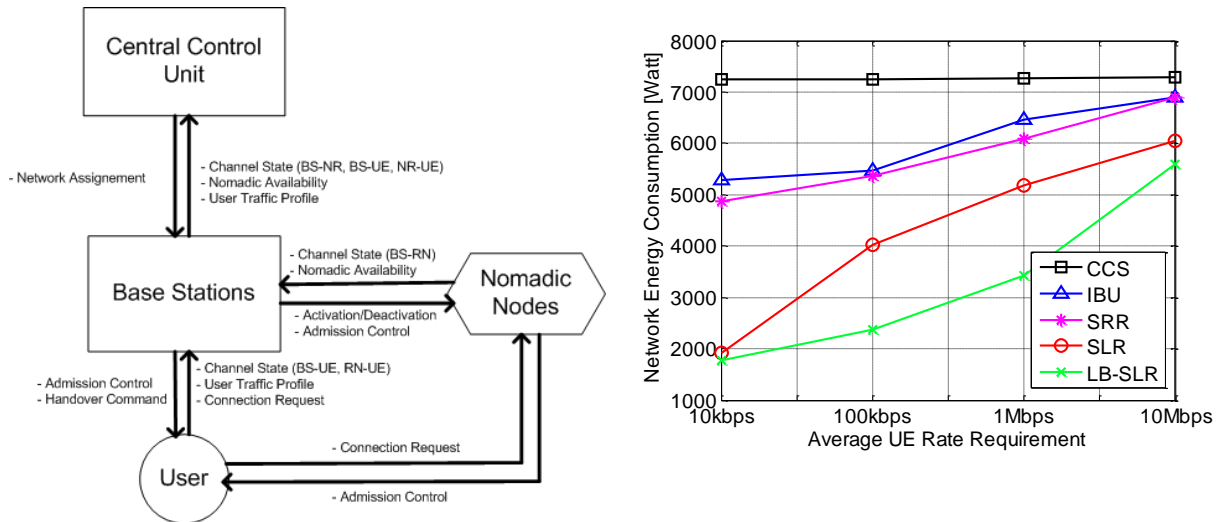 Central Control
Unit
- Network Assignement
- Channel State (BS-NR, BS-UE, NR-UE)
- Nomadic Availability
- User Traffic Profile
Base Stations
- Channel State (BS-RN)
- Nomadic Availability
Nomadic
Nodes
- Activation/Deactivation
- Admission Control
- Admission Control
- Handover Command
- Channel State (BS-UE, RN-UE)
- User Traffic Profile
- Connection Request
User
- Connection Request
- Admission Control
Network Energy Consumption [Watt]
8000
7000
6000
5000
4000
3000
2000
1000
10kbps
100kbps
1Mbps
10Mbps
Average UE Rate Requirement
CCS
IBU
SRR
SLR
LB-SLR